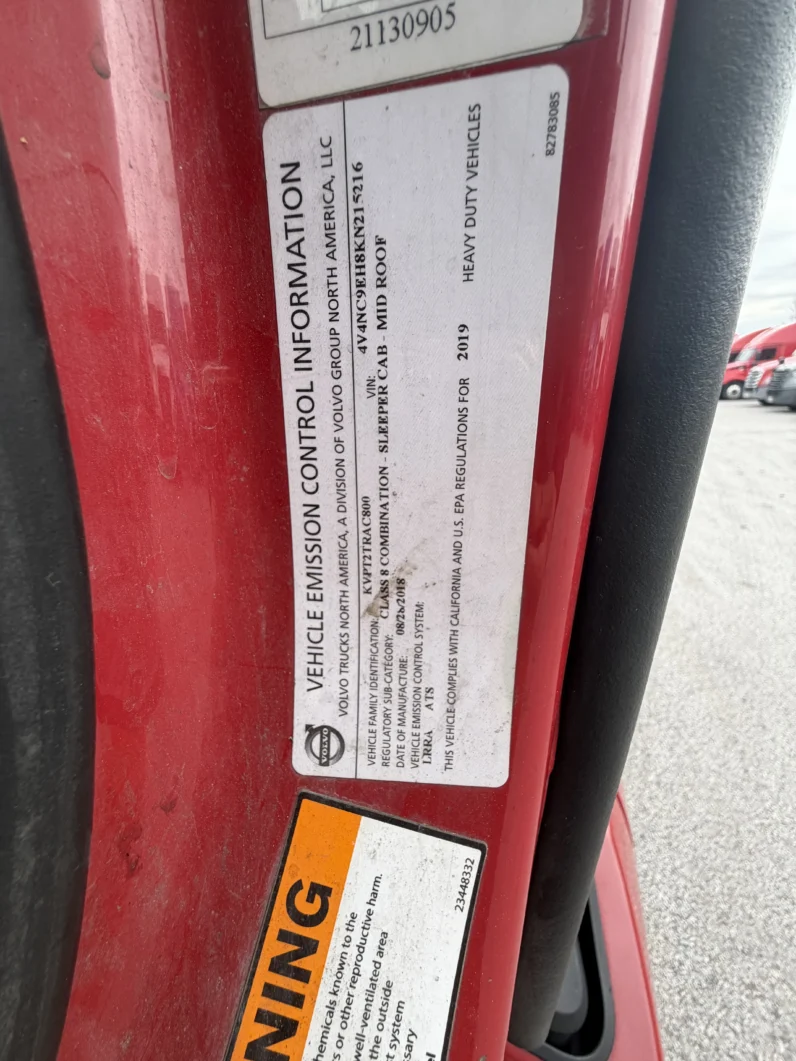 21130905
VOLVO
VEHICLE EMISSION CONTROL INFORMATION
VOLVO TRUCKS NORTH AMERICA, A DIVISION OF VOLVO GROUP NORTH AMERICA, LLC
VEHICLE FAMILY IDENTIFICATION: KVPT2TRAC800 VIN: 4V4NC9EH8KN215216
REGULATORY SUB-CATEGORY: CLASS 8 COMBINATION - SLEEPER CAB - MID ROOF
DATE OF MANUFACTURE: 08/28/2018
VEHICLE EMISSION CONTROL SYSTEM:
LRRA ATS
THIS VEHICLE COMPLIES WITH CALIFORNIA AND U.S. EPA REGULATIONS FOR 2019 HEAVY DUTY VEHICLES
82783085
NING
hemicals known to the
s or other reproductive harm.
well-ventilated area
the outside
t system
sary
23448332